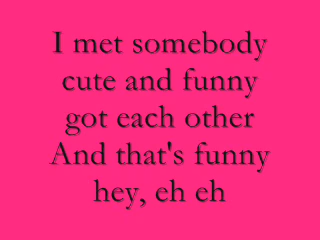 I met somebody
cute and funny
got each other
And that's funny
hey, eh eh